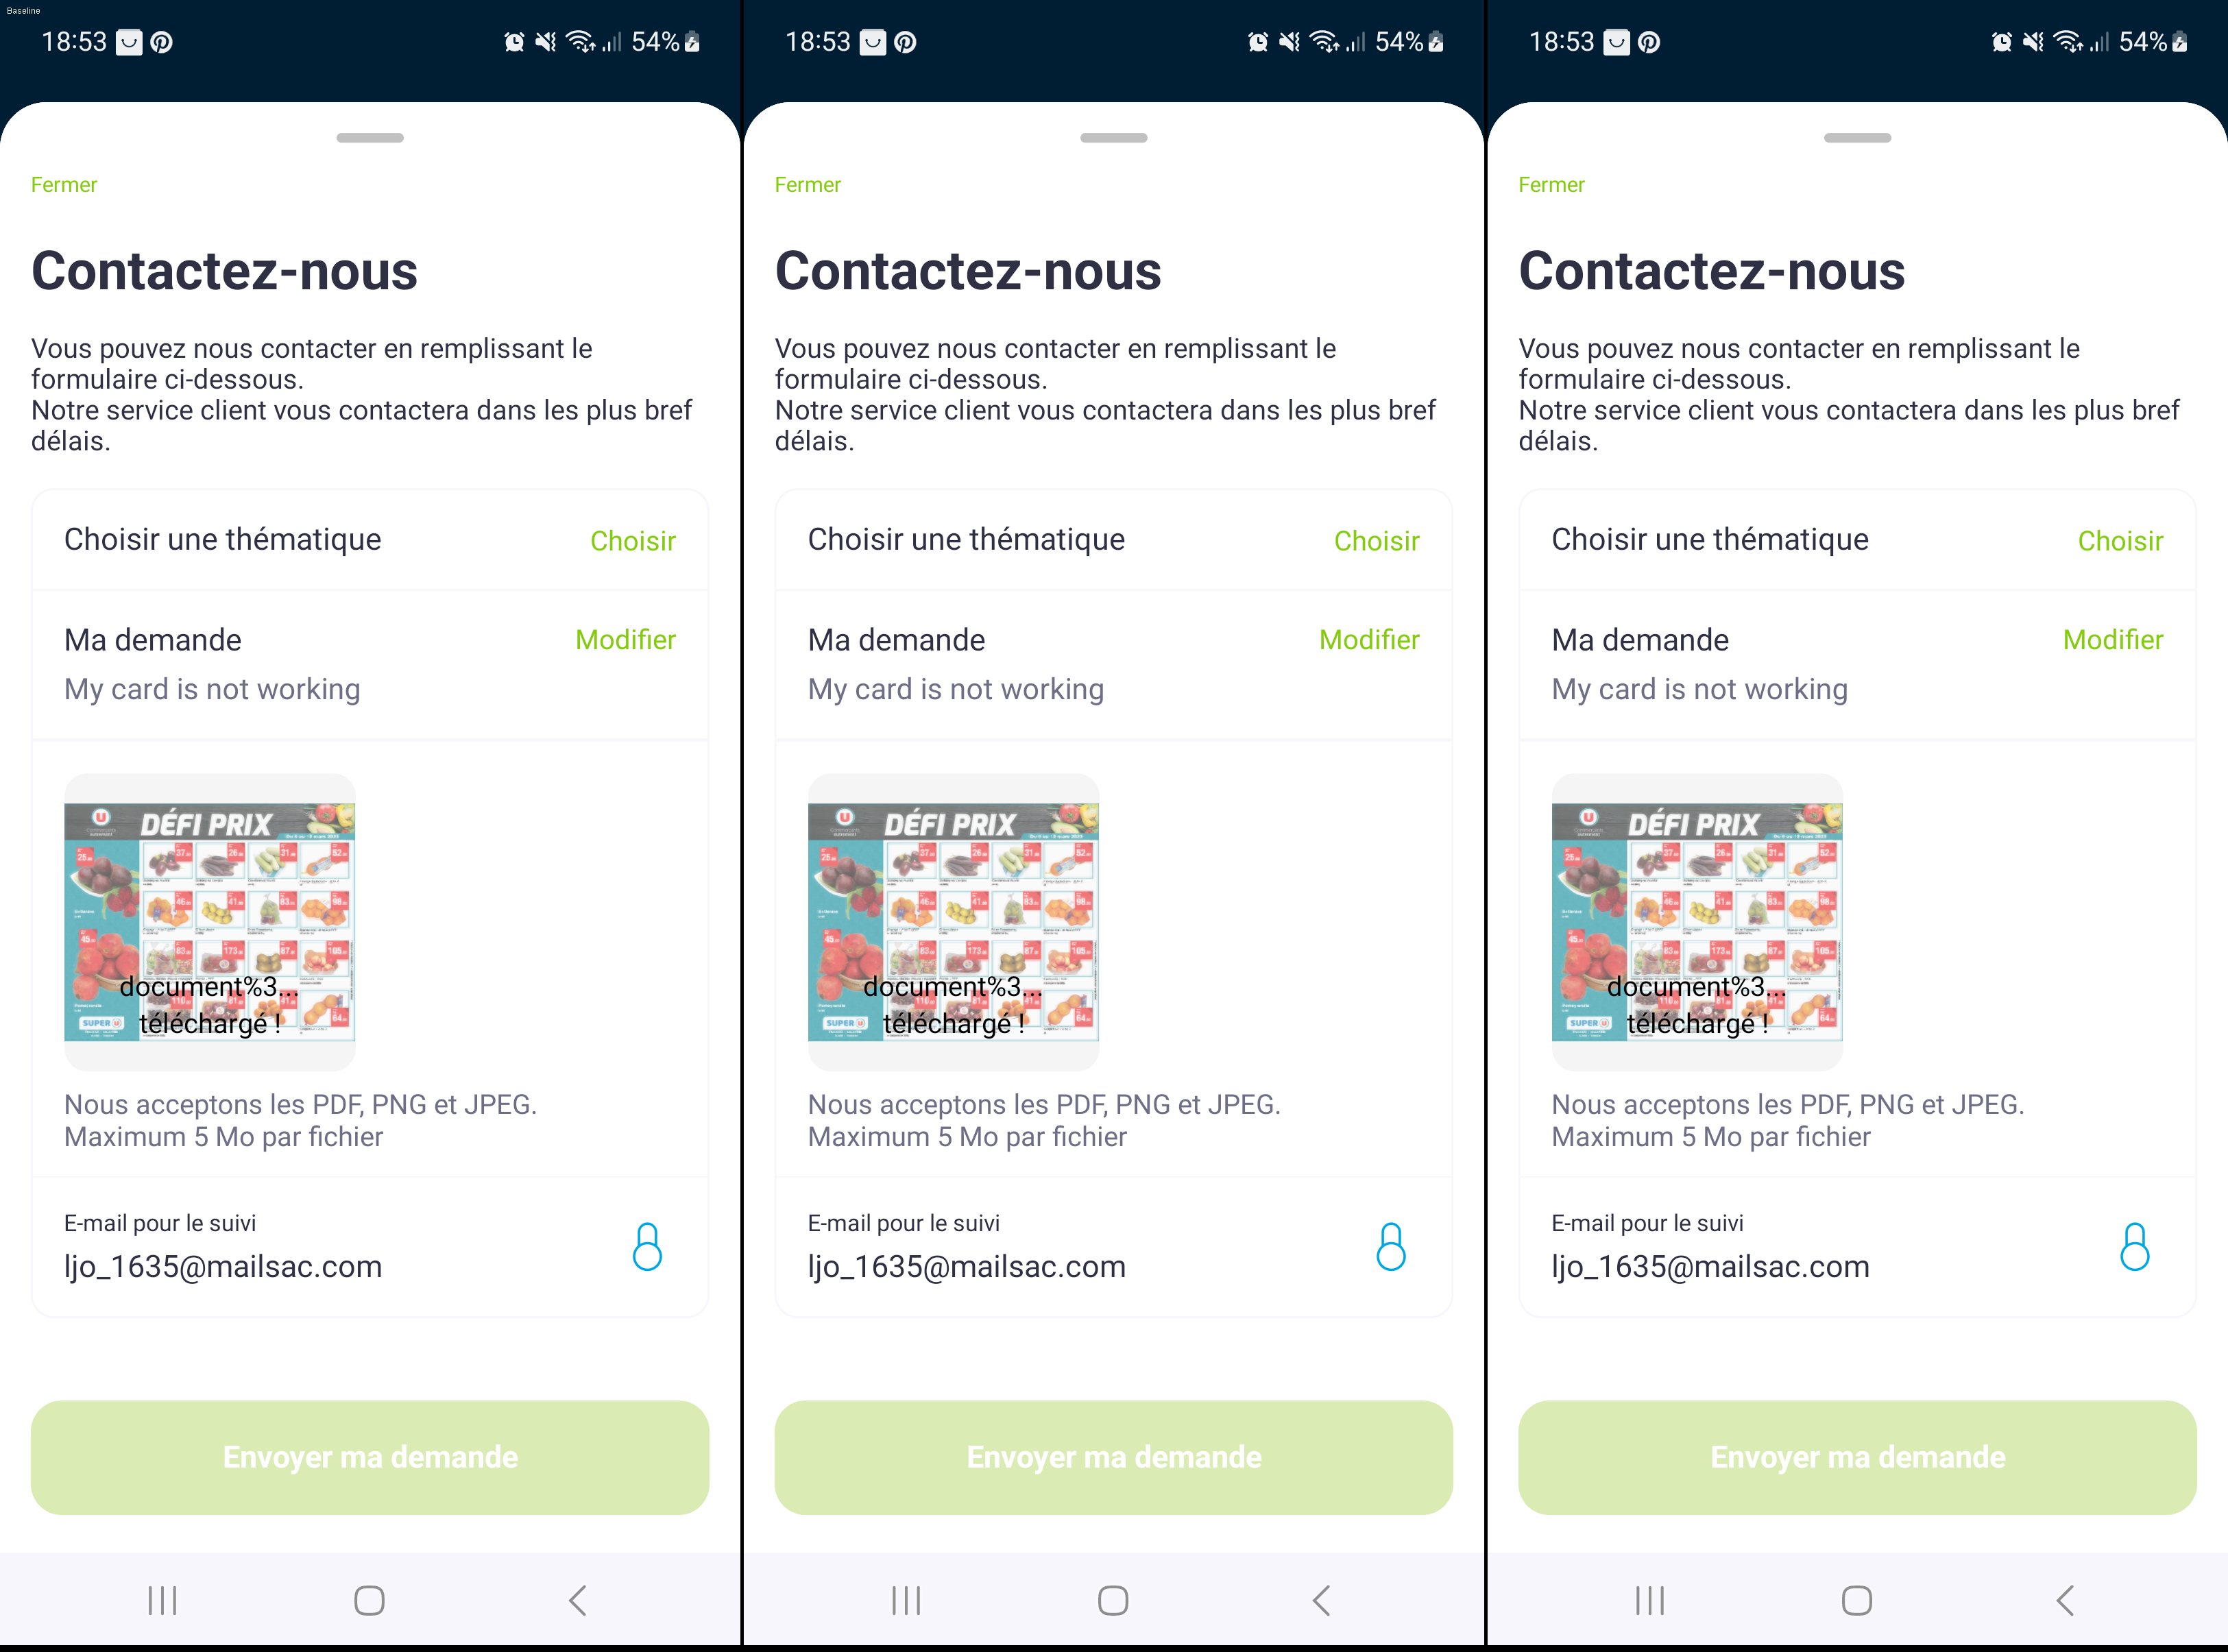 Baseline
18:53 54%
Fermer
Contactez-nous
Vous pouvez nous contacter en remplissant le
formulaire ci-dessous.
Notre service client vous contactera dans les plus bref
délais.
Choisir une thématique Choisir
Ma demande Modifier
My card is not working
DÉFI PRIX
document%3...
téléchargé !
SUPER U
Nous acceptons les PDF, PNG et JPEG.
Maximum 5 Mo par fichier
E-mail pour le suivi
ljo_1635@mailsac.com
Envoyer ma demande
18:53 54%
Fermer
Contactez-nous
Vous pouvez nous contacter en remplissant le
formulaire ci-dessous.
Notre service client vous contactera dans les plus bref
délais.
Choisir une thématique Choisir
Ma demande Modifier
My card is not working
DÉFI PRIX
document%3...
téléchargé !
SUPER U
Nous acceptons les PDF, PNG et JPEG.
Maximum 5 Mo par fichier
E-mail pour le suivi
ljo_1635@mailsac.com
Envoyer ma demande
18:53 54%
Fermer
Contactez-nous
Vous pouvez nous contacter en remplissant le
formulaire ci-dessous.
Notre service client vous contactera dans les plus bref
délais.
Choisir une thématique Choisir
Ma demande Modifier
My card is not working
DÉFI PRIX
document%3...
téléchargé !
SUPER U
Nous acceptons les PDF, PNG et JPEG.
Maximum 5 Mo par fichier
E-mail pour le suivi
ljo_1635@mailsac.com
Envoyer ma demande